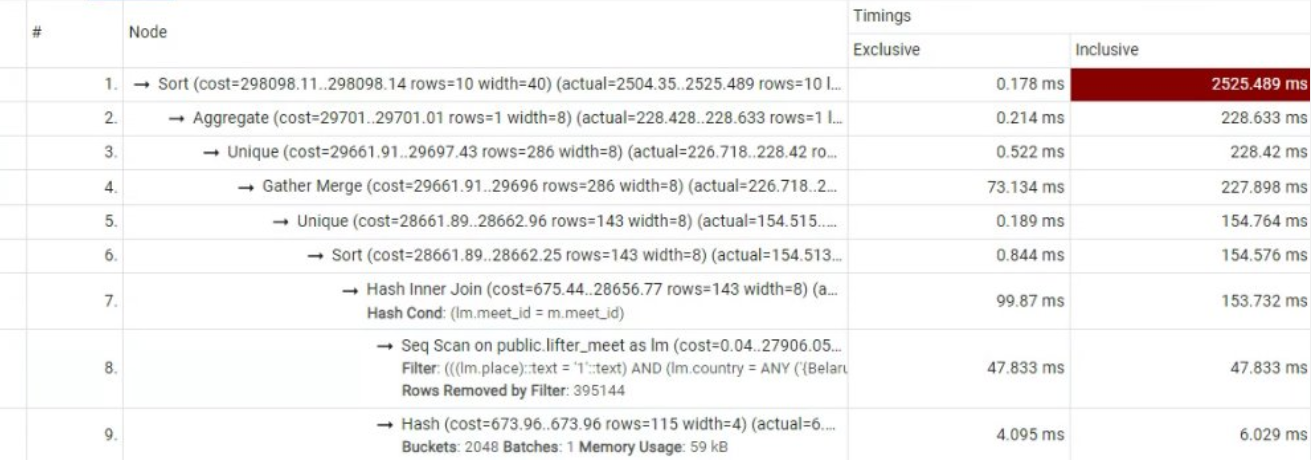 # Node Timings
Exclusive Inclusive
1. → Sort (cost=298098.11..298098.14 rows=10 width=40) (actual=2504.35..2525.489 rows=10 l... 0.178 ms 2525.489 ms
2. → Aggregate (cost=29701..29701.01 rows=1 width=8) (actual=228.428..228.633 rows=1 l... 0.214 ms 228.633 ms
3. → Unique (cost=29661.91..29697.43 rows=286 width=8) (actual=226.718..228.42 ro... 0.522 ms 228.42 ms
4. → Gather Merge (cost=29661.91..29696 rows=286 width=8) (actual=226.718..2... 73.134 ms 227.898 ms
5. → Unique (cost=28661.89..28662.96 rows=143 width=8) (actual=154.515..... 0.189 ms 154.764 ms
6. → Sort (cost=28661.89..28662.25 rows=143 width=8) (actual=154.513... 0.844 ms 154.576 ms
7. → Hash Inner Join (cost=675.44..28656.77 rows=143 width=8) (a... 99.87 ms 153.732 ms
Hash Cond: (lm.meet_id = m.meet_id)
8. → Seq Scan on public.lifter_meet as lm (cost=0.04..27906.05... 47.833 ms 47.833 ms
Filter: (((lm.place)::text = '1'::text) AND (lm.country = ANY ('{Belaru
Rows Removed by Filter: 395144
9. → Hash (cost=673.96..673.96 rows=115 width=4) (actual=6.... 4.095 ms 6.029 ms
Buckets: 2048 Batches: 1 Memory Usage: 59 kB